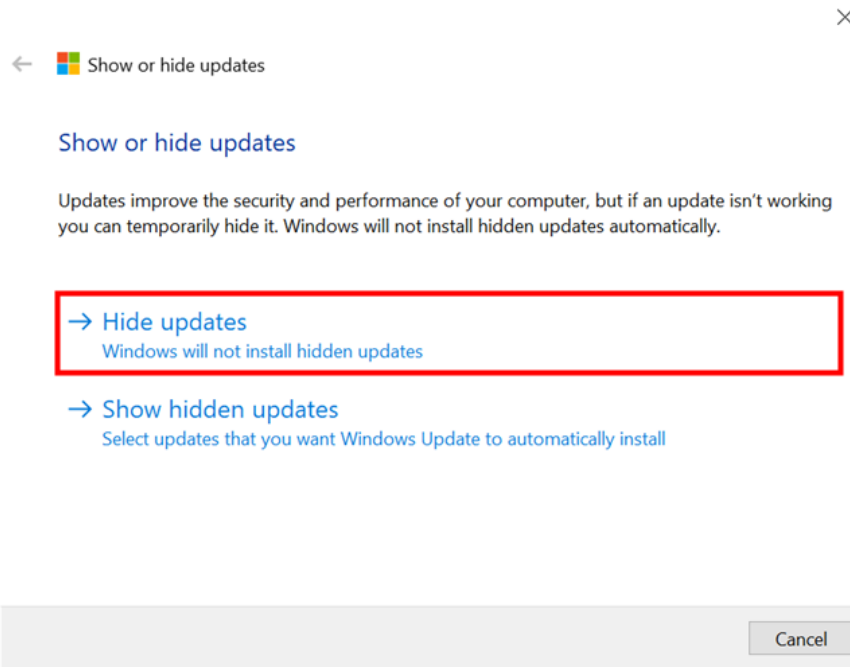 Show or hide updates
Show or hide updates
Updates improve the security and performance of your computer, but if an update isn’t working
you can temporarily hide it. Windows will not install hidden updates automatically.
Hide updates
Windows will not install hidden updates
Show hidden updates
Select updates that you want Windows Update to automatically install
Cancel